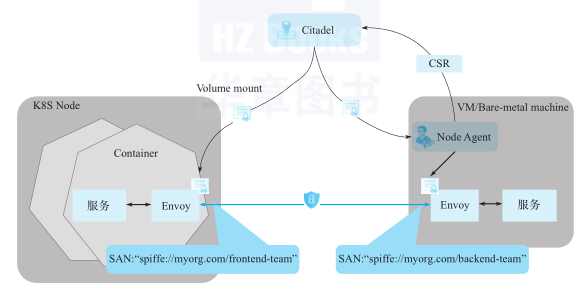 HZ BOOKS
华章图书
Citadel
CSR
Volume mount
K8S Node
VM/Bare-metal machine
Container
Node Agent
服务
Envoy
Envoy
服务
SAN:“spiffe://myorg.com/frontend-team”
SAN:“spiffe://myorg.com/backend-team”